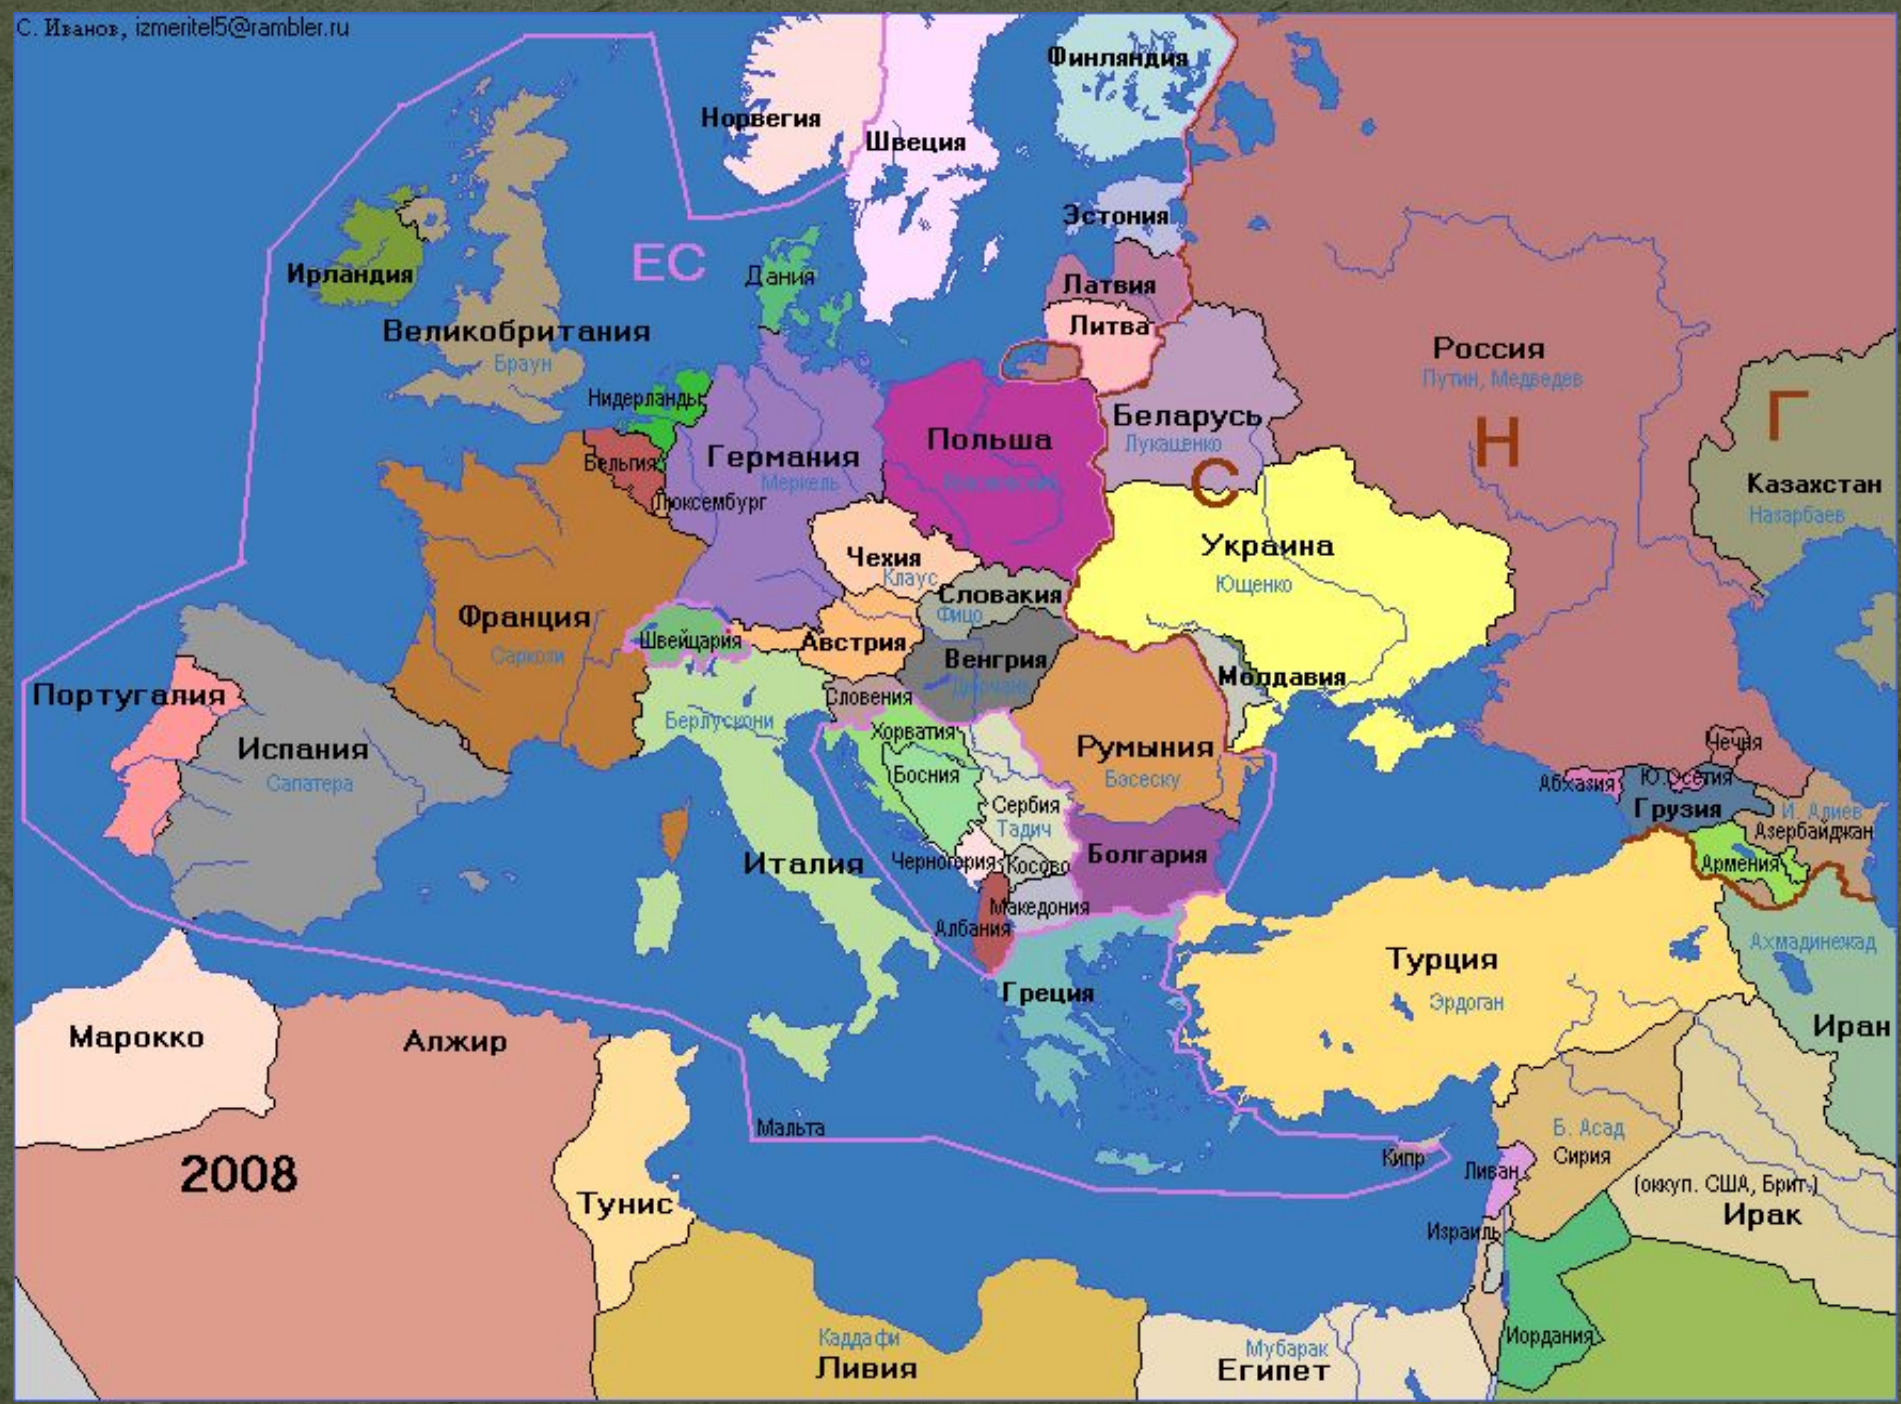 С. Иванов, izmeritel5@rambler.ru
Финляндия
Норвегия
Швеция
Эстония
ЕС
Ирландия
Дания
Латвия
Литва
Великобритания
Браун
Россия
Путин, Медведев
Нидерланды
Беларусь
Лукашенко
Г
Н
С
Польша
Германия
Меркель
Бельгия
Люксембург
Казахстан
Назарбаев
Украина
Ющенко
Чехия
Клаус
Словакия
Фицо
Франция
Саркози
Швейцария
Австрия
Венгрия
Молдавия
Португалия
Словения
Берлускони
Хорватия
Испания
Сапатера
Румыния
Бэсеску
Босния
Чечня
Абхазия
Ю.Осетия
Сербия
Тадич
Грузия
И. Алиев
Азербайджан
Италия
Черногория
Косово
Болгария
Армения
Македония
Албания
Ахмадинежад
Турция
Эрдоган
Греция
Иран
Марокко
Алжир
Мальта
Б. Асад
Сирия
Кипр
Ливан
2008
Тунис
(оккуп. США, Брит.)
Ирак
Израиль
Каддафи
Ливия
Мубарак
Египет
Иордания